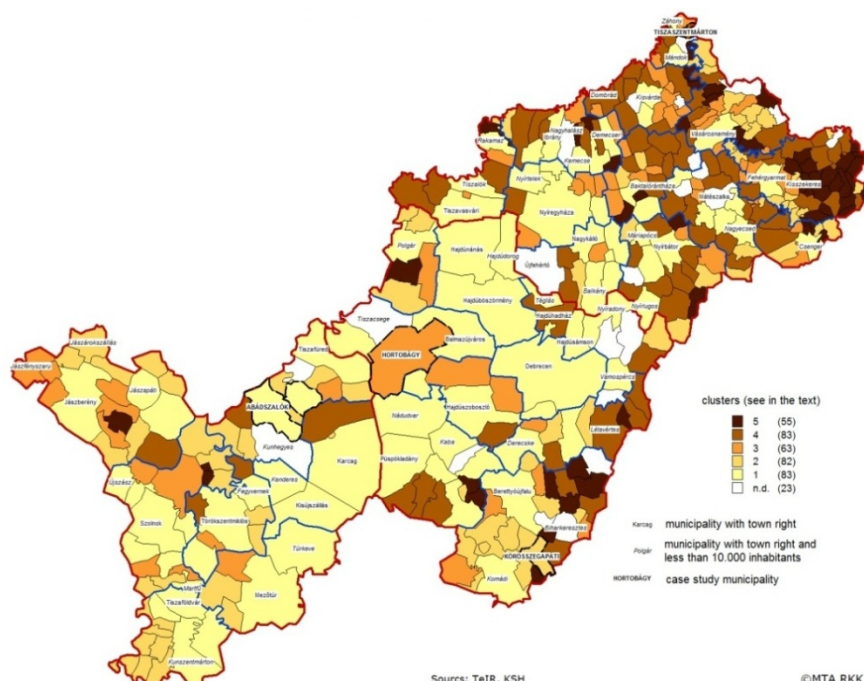 Záhony
TISZASZENTMÁRTON
Mándok
Dombrád
Kisvárda
Nagyhalász
Ibrány
Demecser
Vásárosnamény
Rakamaz
Kemecse
Nyírtelek
Tiszalök
Baktalórántháza
Fehérgyarmat
Kisszekeres
Mátészalka
Tiszavasvári
Nyíregyháza
Nagyecsed
Máriapócs
Nagykálló
Nyírbátor
Csenger
Polgár
Hajdúnánás
Hajdúdorog
Újfehértó
Balkány
Téglás
Nyírlugos
Hajdúböszörmény
Nyíradony
Hajdúhadház
Tiszacsege
Jászárokszállás
Balmazújváros
Hajdúsámson
Tiszafüred
HORTOBÁGY
Debrecen
Jászfényszaru
Jászapáti
Vámospércs
Jászberény
ABÁDSZALÓK
Nádudvar
Hajdúszoboszló
Létavértes
Kunhegyes
Kaba
Derecske
Karcag
Püspökladány
Újszász
Kenderes
Fegyvernek
Berettyóújfalu
Kisújszállás
Szolnok
Törökszentmiklós
Biharkeresztes
Túrkeve
KÖRÖSSZEGAPÁTI
Komádi
Martfű
Mezőtúr
Tiszaföldvár
Kunszentmárton
clusters (see in the text)
5 (55)
4 (83)
3 (63)
2 (82)
1 (83)
n.d. (23)
Karcag municipality with town right
Polgár municipality with town right and
less than 10.000 inhabitants
HORTOBÁGY case study municipality
Sourcs: TeIR, KSH
©MTA RKK